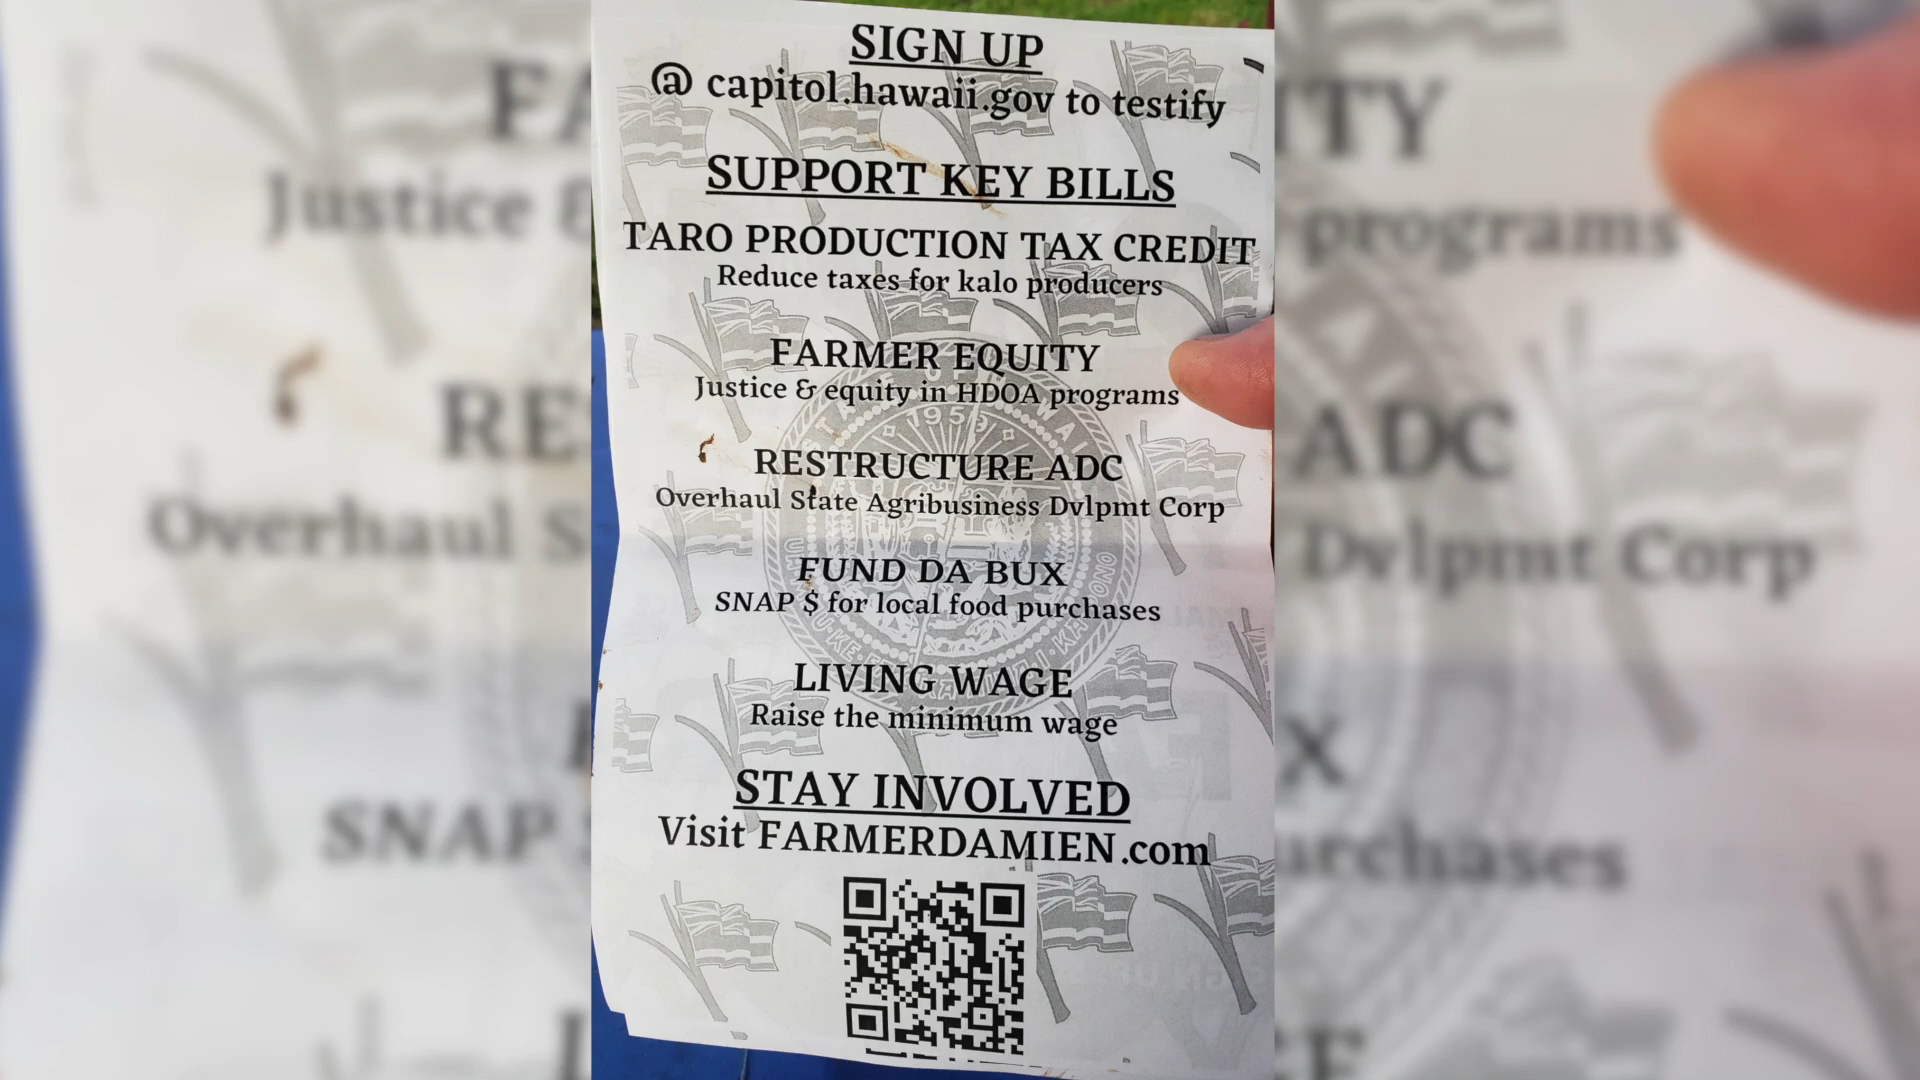 SIGN UP
@ capitol.hawaii.gov to testify
SUPPORT KEY BILLS
TARO PRODUCTION TAX CREDIT
Reduce taxes for kalo producers
FARMER EQUITY
Justice & equity in HDOA programs
RESTRUCTURE ADC
Overhaul State Agribusiness Dvlpmt Corp
FUND DA BUX
SNAP $ for local food purchases
LIVING WAGE
Raise the minimum wage
STAY INVOLVED
Visit FARMERDAMIEN.com
1959